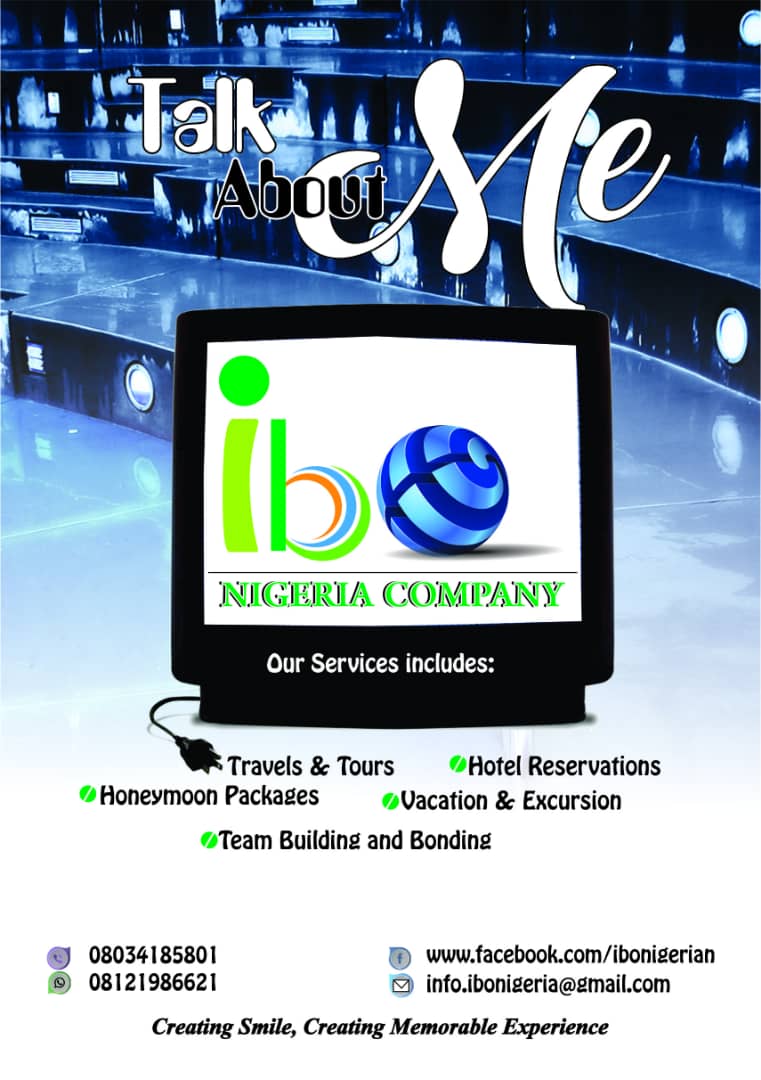 Talk
About Me
ibo
NIGERIA COMPANY
Our Services includes:
Travels & Tours
Hotel Reservations
Honeymoon Packages
Vacation & Excursion
Team Building and Bonding
08034185801
www.facebook.com/ibonigerian
08121986621
info.ibonigeria@gmail.com
Creating Smile, Creating Memorable Experience